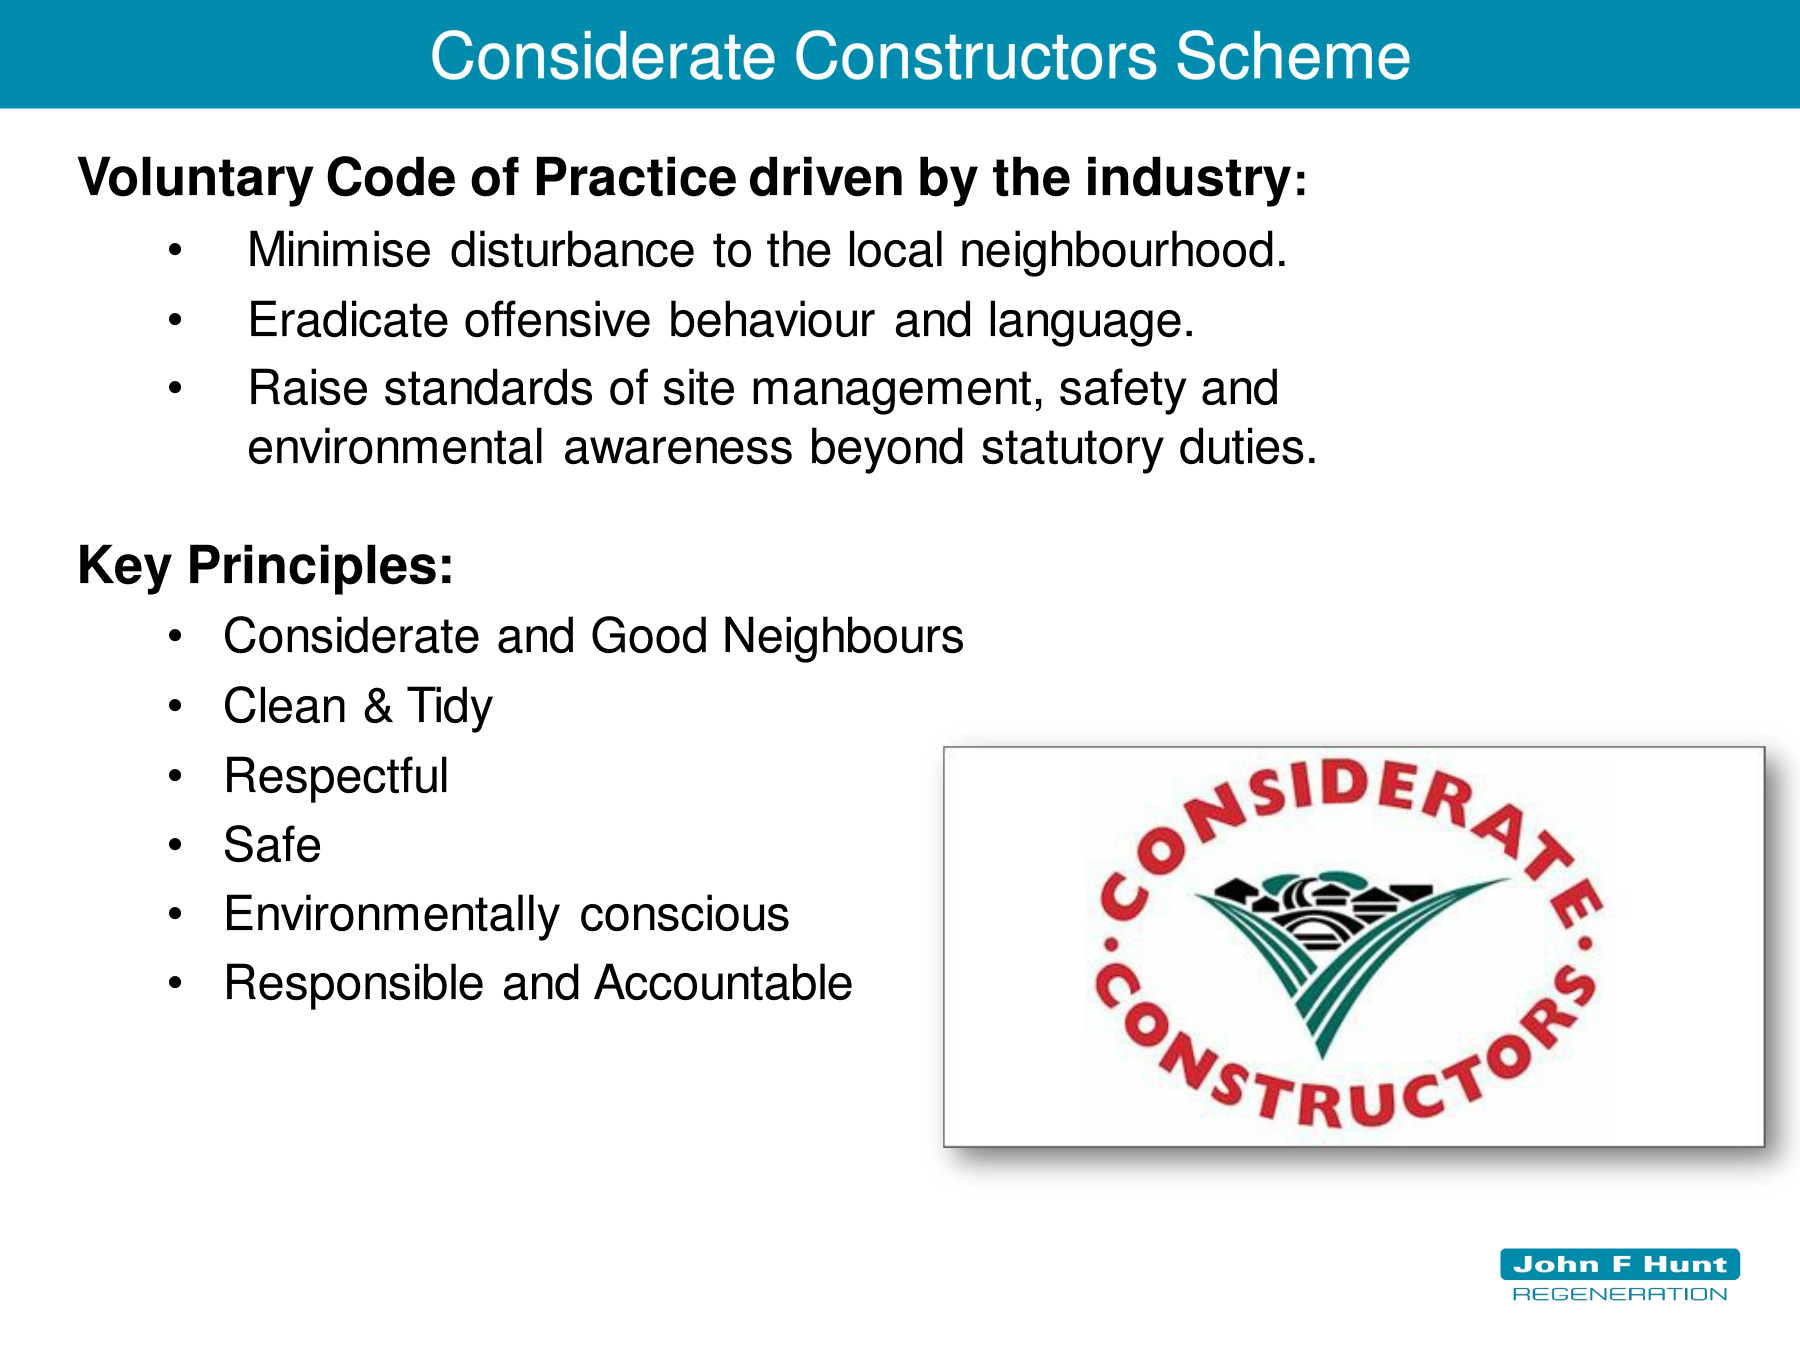 Considerate Constructors Scheme
Voluntary Code of Practice driven by the industry:
• Minimise disturbance to the local neighbourhood.
• Eradicate offensive behaviour and language.
• Raise standards of site management, safety and
environmental awareness beyond statutory duties.
Key Principles:
• Considerate and Good Neighbours
• Clean & Tidy
• Respectful
• Safe
• Environmentally conscious
• Responsible and Accountable
CONSIDERATE
• CONSTRUCTORS •
John F Hunt
REGENERATION